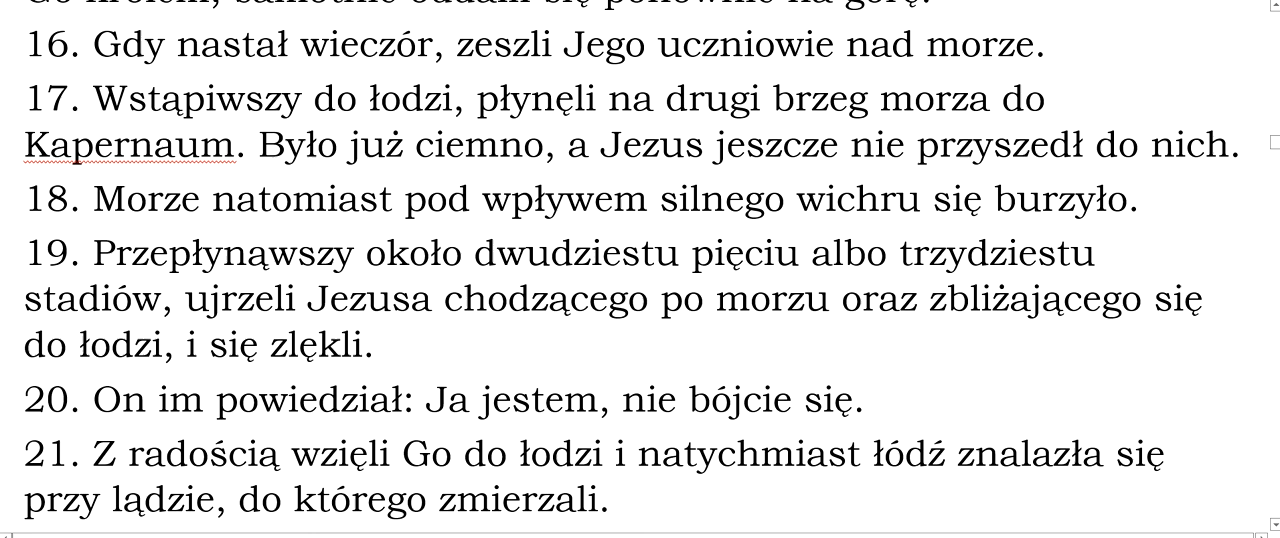 16. Gdy nastał wieczór, zeszli Jego uczniowie nad morze.
17. Wstąpiwszy do łodzi, płynęli na drugi brzeg morza do
Kapernaum. Było już ciemno, a Jezus jeszcze nie przyszedł do nich.
18. Morze natomiast pod wpływem silnego wichru się burzyło.
19. Przepłynąwszy około dwudziestu pięciu albo trzydziestu
stadiów, ujrzeli Jezusa chodzącego po morzu oraz zbliżającego się
do łodzi, i się zlękli.
20. On im powiedział: Ja jestem, nie bójcie się.
21. Z radością wzięli Go do łodzi i natychmiast łódź znalazła się
przy lądzie, do którego zmierzali.